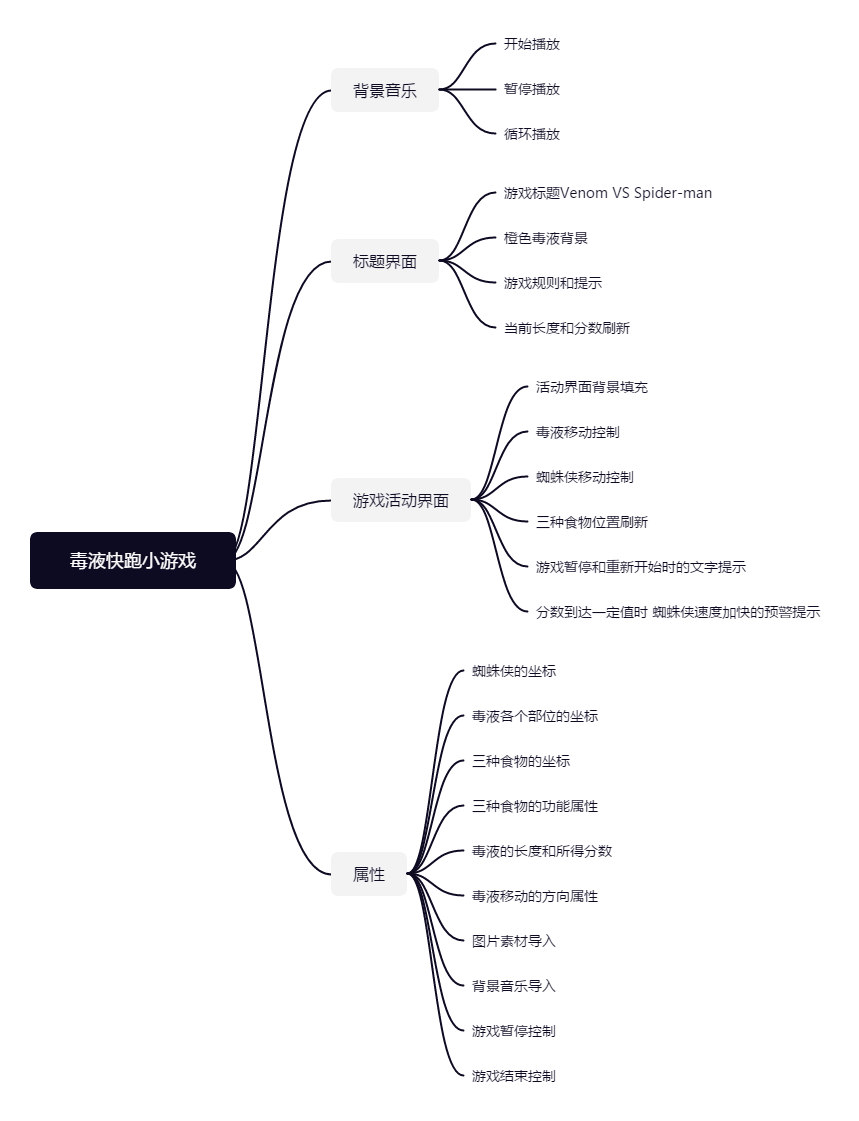 毒液快跑小游戏
背景音乐
开始播放
暂停播放
循环播放
标题界面
游戏标题Venom VS Spider-man
橙色毒液背景
游戏规则和提示
当前长度和分数刷新
游戏活动界面
活动界面背景填充
毒液移动控制
蜘蛛侠移动控制
三种食物位置刷新
游戏暂停和重新开始时的文字提示
分数到达一定值时 蜘蛛侠速度加快的预警提示
属性
蜘蛛侠的坐标
毒液各个部位的坐标
三种食物的坐标
三种食物的功能属性
毒液的长度和所得分数
毒液移动的方向属性
图片素材导入
背景音乐导入
游戏暂停控制
游戏结束控制